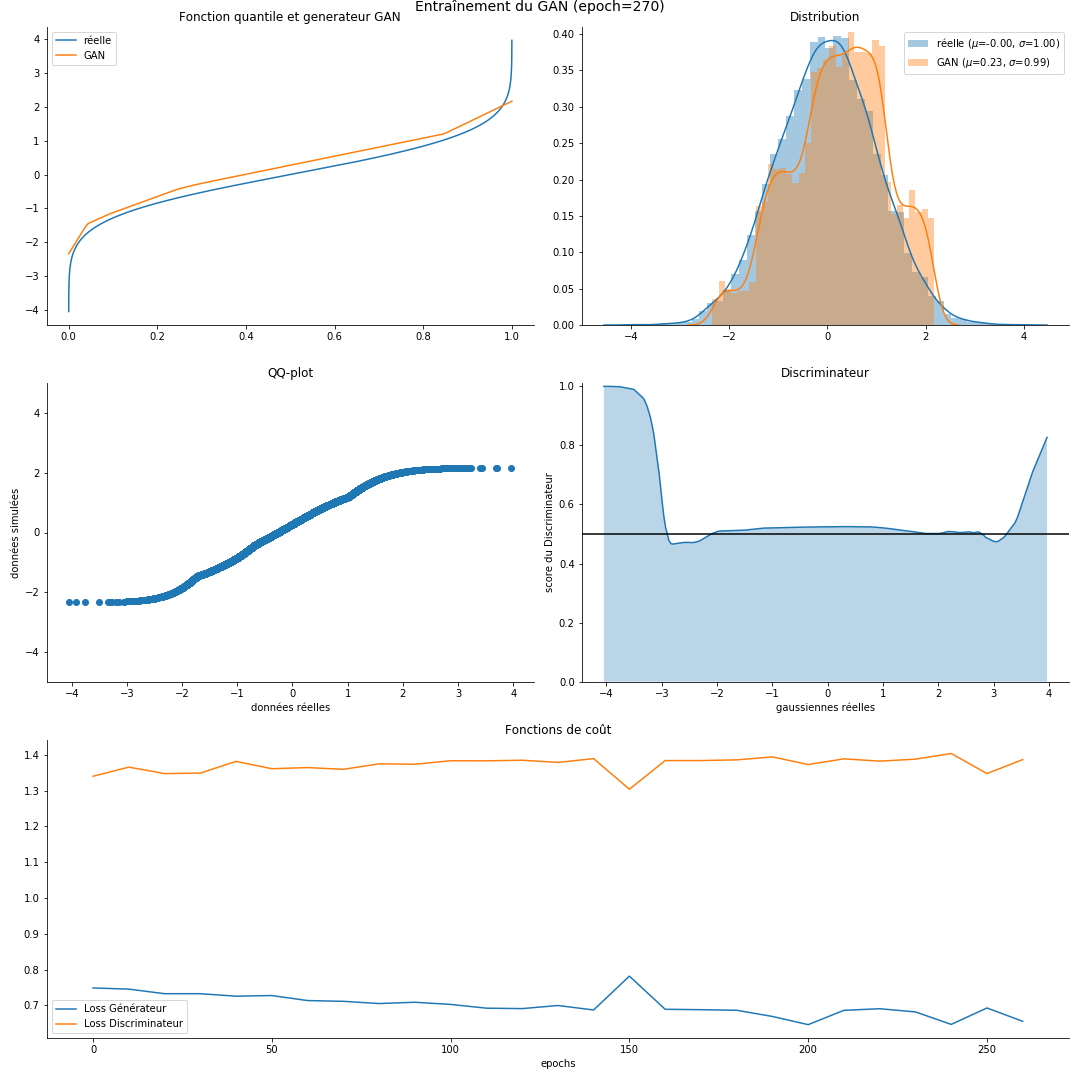 Entraînement du GAN (epoch=270)
Fonction quantile et generateur GAN
réelle
GAN
4
3
2
1
0
−1
−2
−3
−4
0.0 0.2 0.4 0.6 0.8 1.0
Distribution
réelle (μ=-0.00, σ=1.00)
GAN (μ=0.23, σ=0.99)
0.40
0.35
0.30
0.25
0.20
0.15
0.10
0.05
0.00
−4 −2 0 2 4
QQ-plot
données simulées
4
2
0
−2
−4
−4 −3 −2 −1 0 1 2 3 4
données réelles
Discriminateur
score du Discriminateur
1.0
0.8
0.6
0.4
0.2
0.0
−4 −3 −2 −1 0 1 2 3 4
gaussiennes réelles
Fonctions de coût
1.4
1.3
1.2
1.1
1.0
0.9
0.8
0.7
Loss Générateur
Loss Discriminateur
0 50 100 150 200 250
epochs